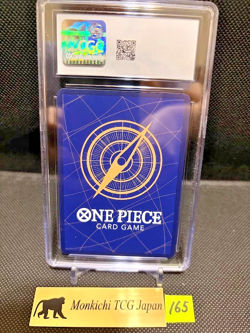 CGC
ONE PIECE
CARD GAME
Monkichi TCG Japan
165